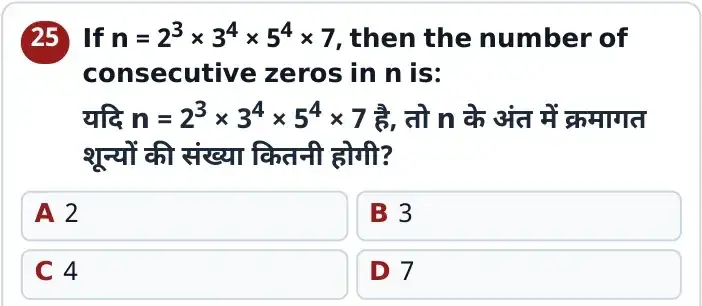 25 If n = 2³ × 3⁴ × 5⁴ × 7, then the number of
consecutive zeros in n is:
यदि n = 2³ × 3⁴ × 5⁴ × 7 है, तो n के अंत में क्रमागत
शून्यों की संख्या कितनी होगी?
A 2
B 3
C 4
D 7